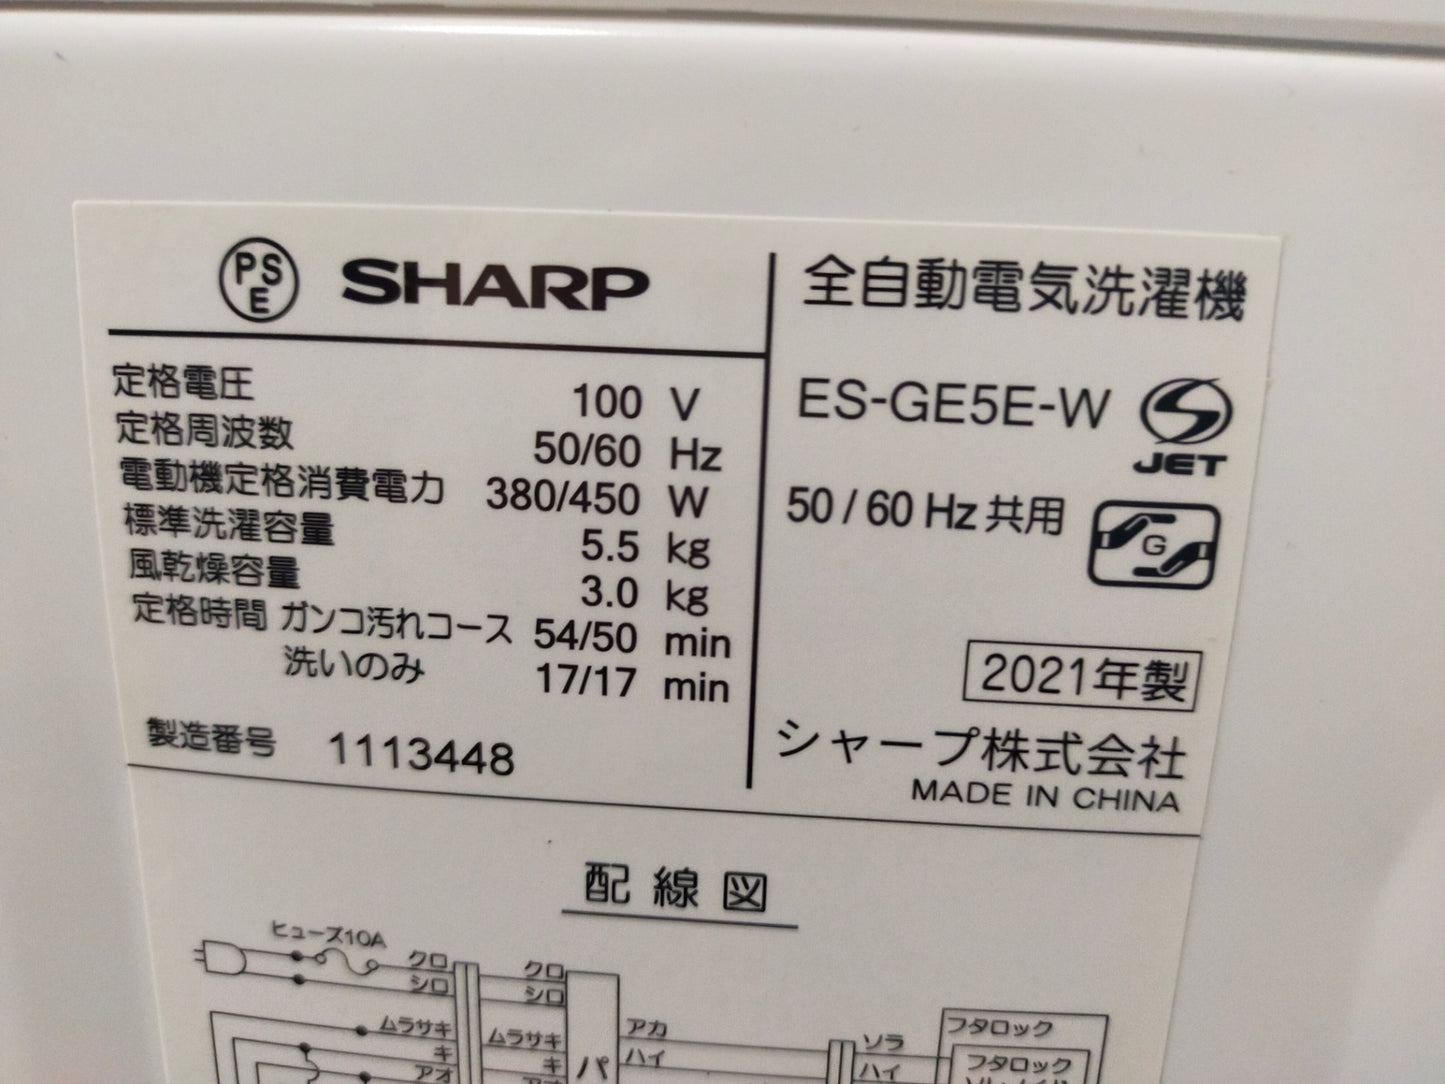 PSE SHARP
定格電圧 100 V
定格周波数 50/60 Hz
電動機定格消費電力 380/450 W
標準洗濯容量 5.5 kg
風乾燥容量 3.0 kg
定格時間 ガンコ汚れコース 54/50 min
洗いのみ 17/17 min
製造番号 1113448
全自動電気洗濯機
ES-GE5E-W
JET
50/60 Hz 共用
G
2021年製
シャープ株式会社
MADE IN CHINA
配線図
ヒューズ10A
クロ クロ
シロ シロ
ムラサキ ムラサキ アカ ソラ フタロック
キ キ パ ハイ ハイ フタロック
アオ